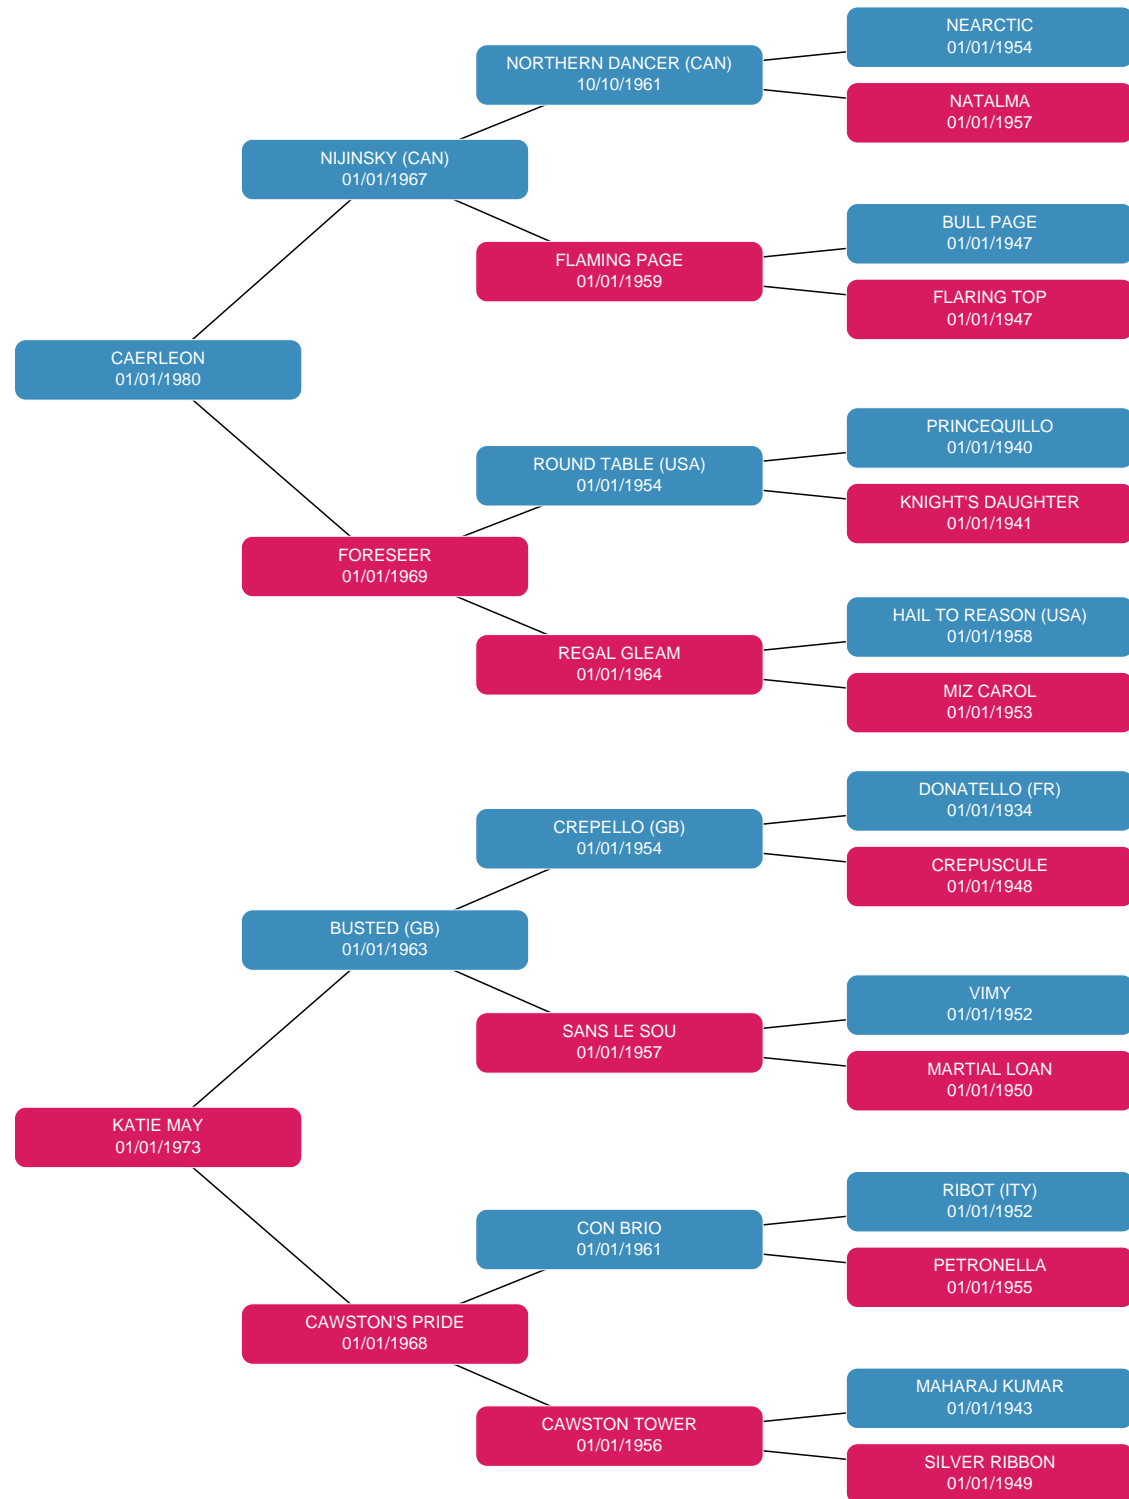 NEARCTIC
01/01/1954
NORTHERN DANCER (CAN)
10/10/1961
NATALMA
01/01/1957
NIJINSKY (CAN)
01/01/1967
BULL PAGE
01/01/1947
FLAMING PAGE
01/01/1959
FLARING TOP
01/01/1947
CAERLEON
01/01/1980
PRINCEQUILLO
01/01/1940
ROUND TABLE (USA)
01/01/1954
KNIGHT'S DAUGHTER
01/01/1941
FORESEER
01/01/1969
HAIL TO REASON (USA)
01/01/1958
REGAL GLEAM
01/01/1964
MIZ CAROL
01/01/1953
DONATELLO (FR)
01/01/1934
CREPELLO (GB)
01/01/1954
CREPUSCULE
01/01/1948
BUSTED (GB)
01/01/1963
VIMY
01/01/1952
SANS LE SOU
01/01/1957
MARTIAL LOAN
01/01/1950
KATIE MAY
01/01/1973
RIBOT (ITY)
01/01/1952
CON BRIO
01/01/1961
PETRONELLA
01/01/1955
CAWSTON'S PRIDE
01/01/1968
MAHARAJ KUMAR
01/01/1943
CAWSTON TOWER
01/01/1956
SILVER RIBBON
01/01/1949